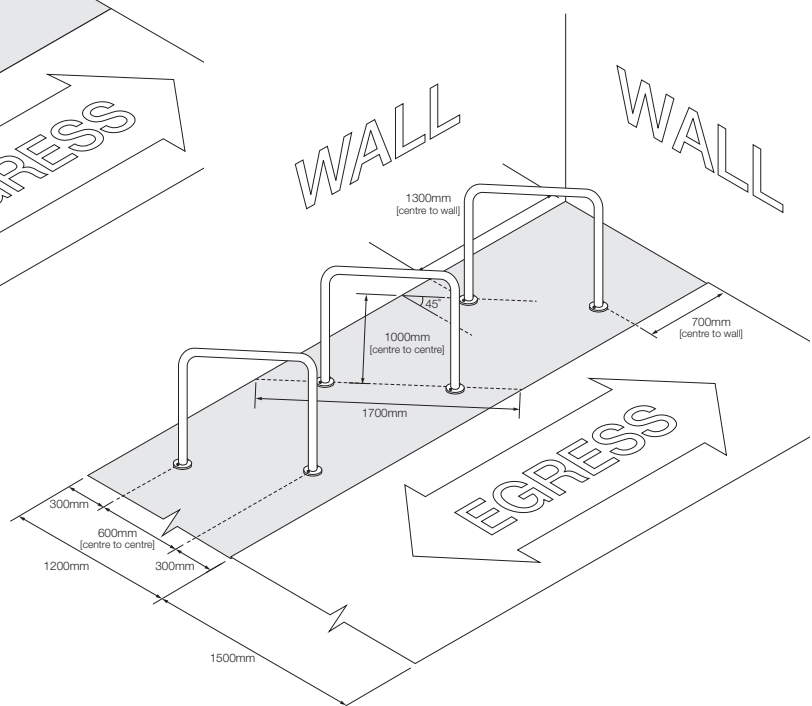 WALL
WALL
GRESS
1300mm
[centre to wall]
45°
1000mm
[centre to centre]
700mm
[centre to wall]
1700mm
EGRESS
300mm
600mm
[centre to centre]
300mm
1200mm
1500mm